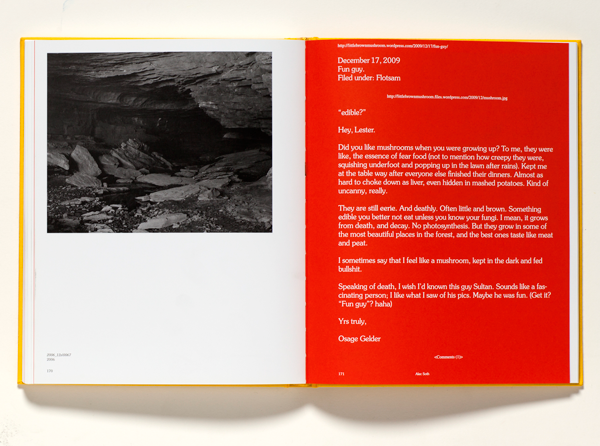 2008_12zl0067
2008
170
http://littlebrownmushroom.wordpress.com/2009/12/17/fun-guy/
December 17, 2009
Fun guy.
Filed under: Flotsam
http://littlebrownmushroom.files.wordpress.com/2009/12/mushroom.jpg
“edible?”
Hey, Lester.
Did you like mushrooms when you were growing up? To me, they were
like, the essence of fear food (not to mention how creepy they were,
squishing underfoot and popping up in the lawn after rains). Kept me
at the table way after everyone else finished their dinners. Almost as
hard to choke down as liver, even hidden in mashed potatoes. Kind of
uncanny, really.
They are still eerie. And deathly. Often little and brown. Something
edible you better not eat unless you know your fungi. I mean, it grows
from death, and decay. No photosynthesis. But they grow in some of
the most beautiful places in the forest, and the best ones taste like meat
and peat.
I sometimes say that I feel like a mushroom, kept in the dark and fed
bullshit.
Speaking of death, I wish I'd known this guy Sultan. Sounds like a fas-
cinating person; I like what I saw of his pics. Maybe he was fun. (Get it?
“Fun guy”? haha)
Yrs truly,
Osage Geider
<Comments (1)>
171
Alec Soth